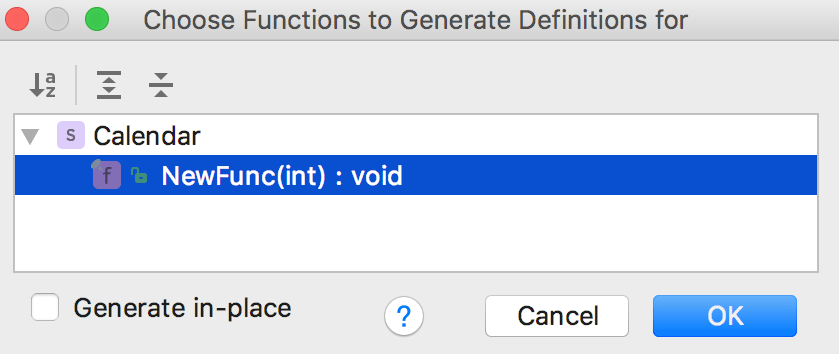 Choose Functions to Generate Definitions for
a
z
S Calendar
f NewFunc(int) : void
Generate in-place
? Cancel OK